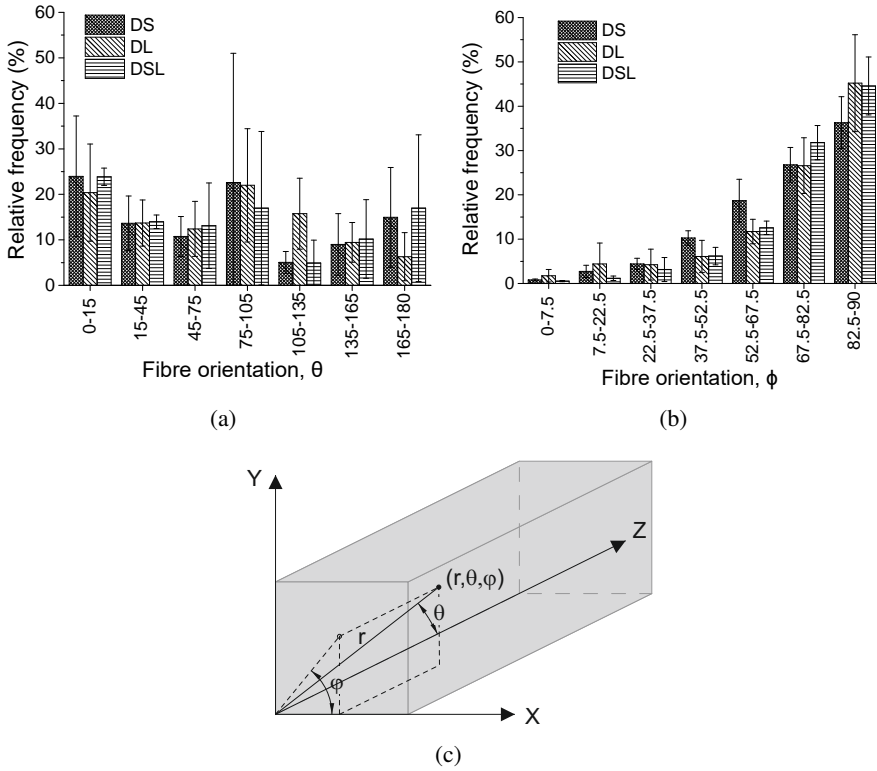 60
50
40
30
20
10
0
Relative frequency (%)
DS
DL
DSL
0-15
15-45
45-75
75-105
105-135
135-165
165-180
Fibre orientation, θ
(a)
60
50
40
30
20
10
0
Relative frequency (%)
DS
DL
DSL
0-7.5
7.5-22.5
22.5-37.5
37.5-52.5
52.5-67.5
67.5-82.5
82.5-90
Fibre orientation, ϕ
(b)
Y
Z
(r,θ,φ)
θ
r
φ
X
(c)